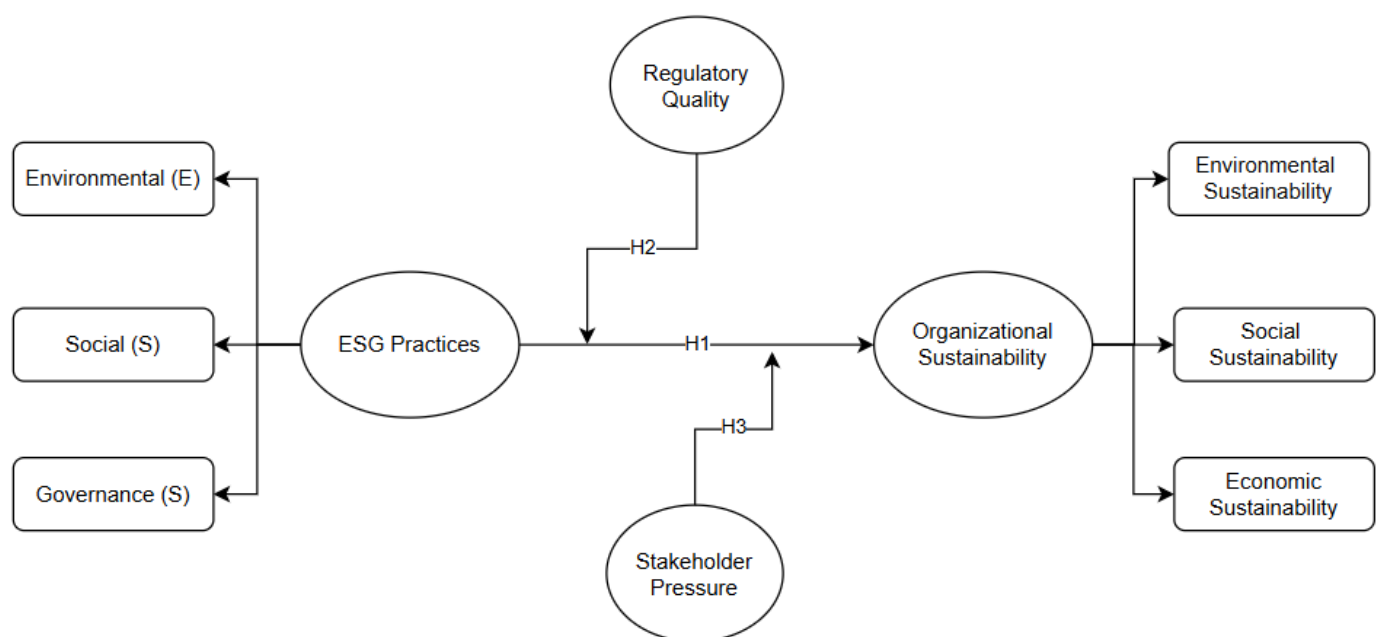 Regulatory
Quality
Environmental (E)
Environmental
Sustainability
H2
Social (S)
ESG Practices
H1
Organizational
Sustainability
Social
Sustainability
H3
Governance (S)
Economic
Sustainability
Stakeholder
Pressure